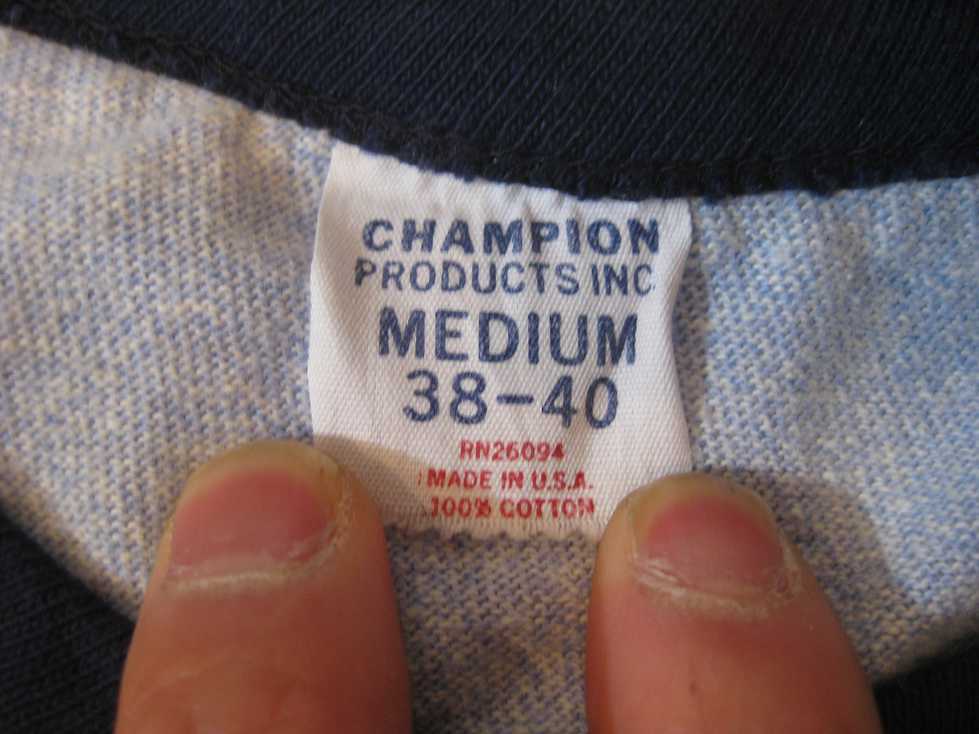 CHAMPION
PRODUCTS INC
MEDIUM
38-40
RN26094
MADE IN U.S.A.
100% COTTON